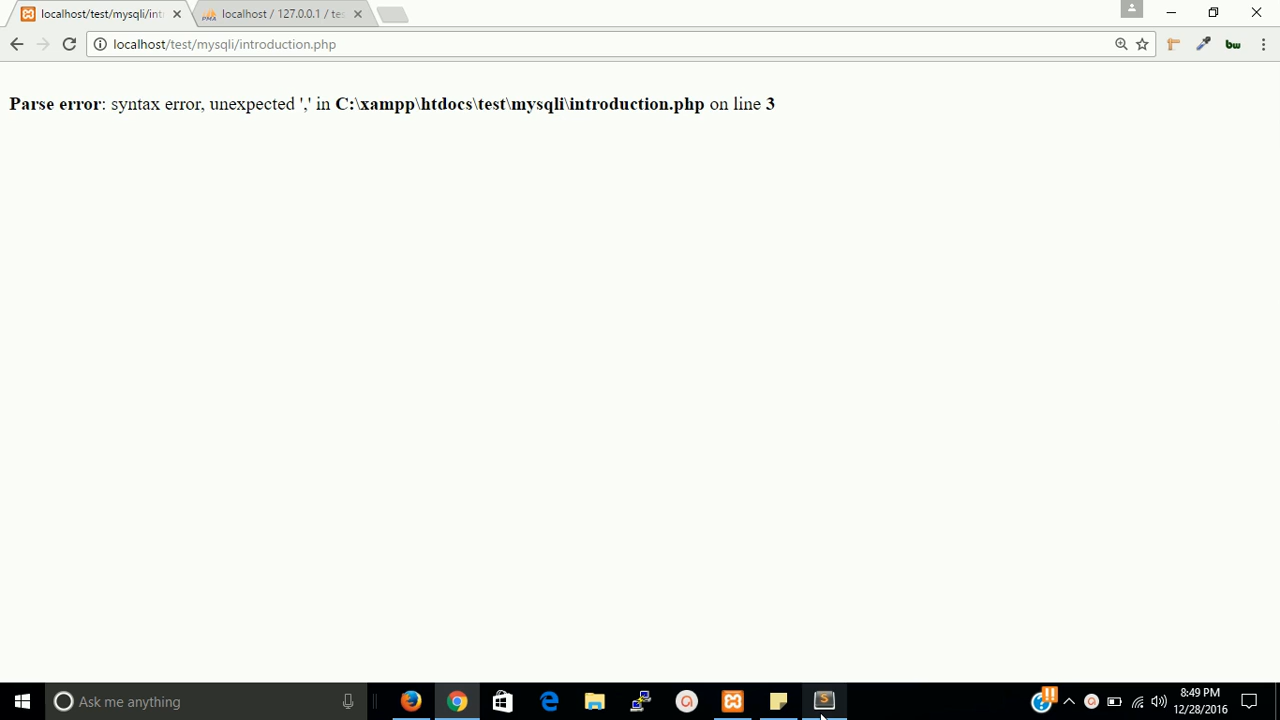 localhost/test/mysqli/int
localhost / 127.0.0.1 / te
localhost/test/mysqli/introduction.php
bw
Parse error: syntax error, unexpected ',' in C:\xampp\htdocs\test\mysqli\introduction.php on line 3
Ask me anything
8:49 PM
12/28/2016